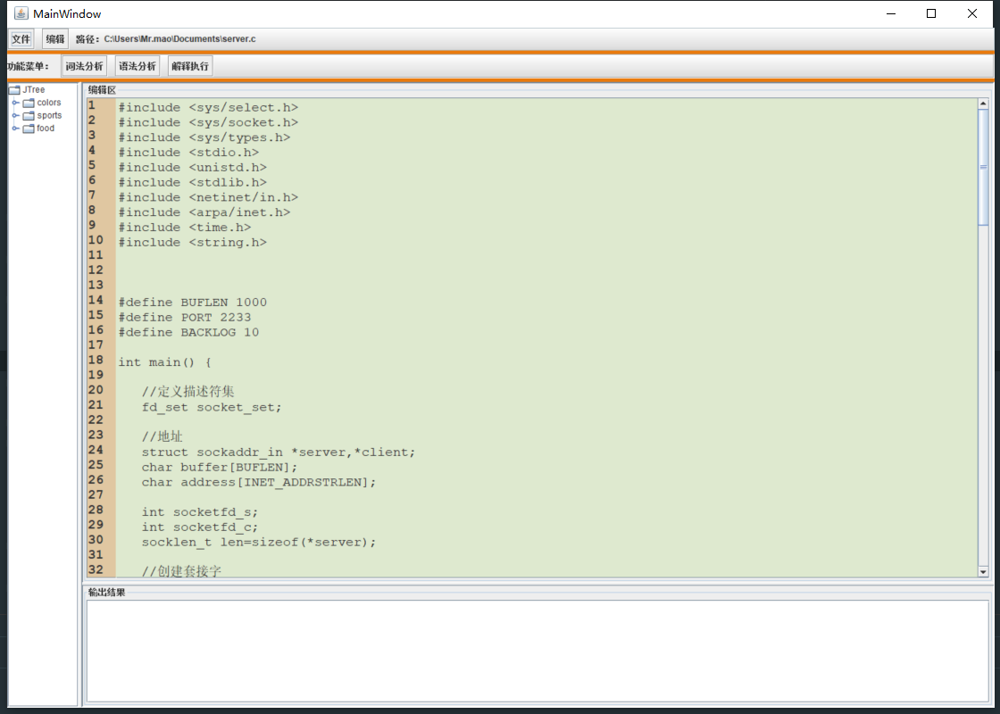 MainWindow
文件 编辑 路径: C:\Users\Mr.mao\Documents\server.c
功能菜单: 词法分析 语法分析 解释执行
JTree
colors
sports
food
编辑区
1 #include <sys/select.h>
2 #include <sys/socket.h>
3 #include <sys/types.h>
4 #include <stdio.h>
5 #include <unistd.h>
6 #include <stdlib.h>
7 #include <netinet/in.h>
8 #include <arpa/inet.h>
9 #include <time.h>
10 #include <string.h>
11
12
13
14 #define BUFLEN 1000
15 #define PORT 2233
16 #define BACKLOG 10
17
18 int main() {
19
20 //定义描述符集
21 fd_set socket_set;
22
23 //地址
24 struct sockaddr_in *server,*client;
25 char buffer[BUFLEN];
26 char address[INET_ADDRSTRLEN];
27
28 int socketfd_s;
29 int socketfd_c;
30 socklen_t len=sizeof(*server);
31
32 //创建套接字
输出结果